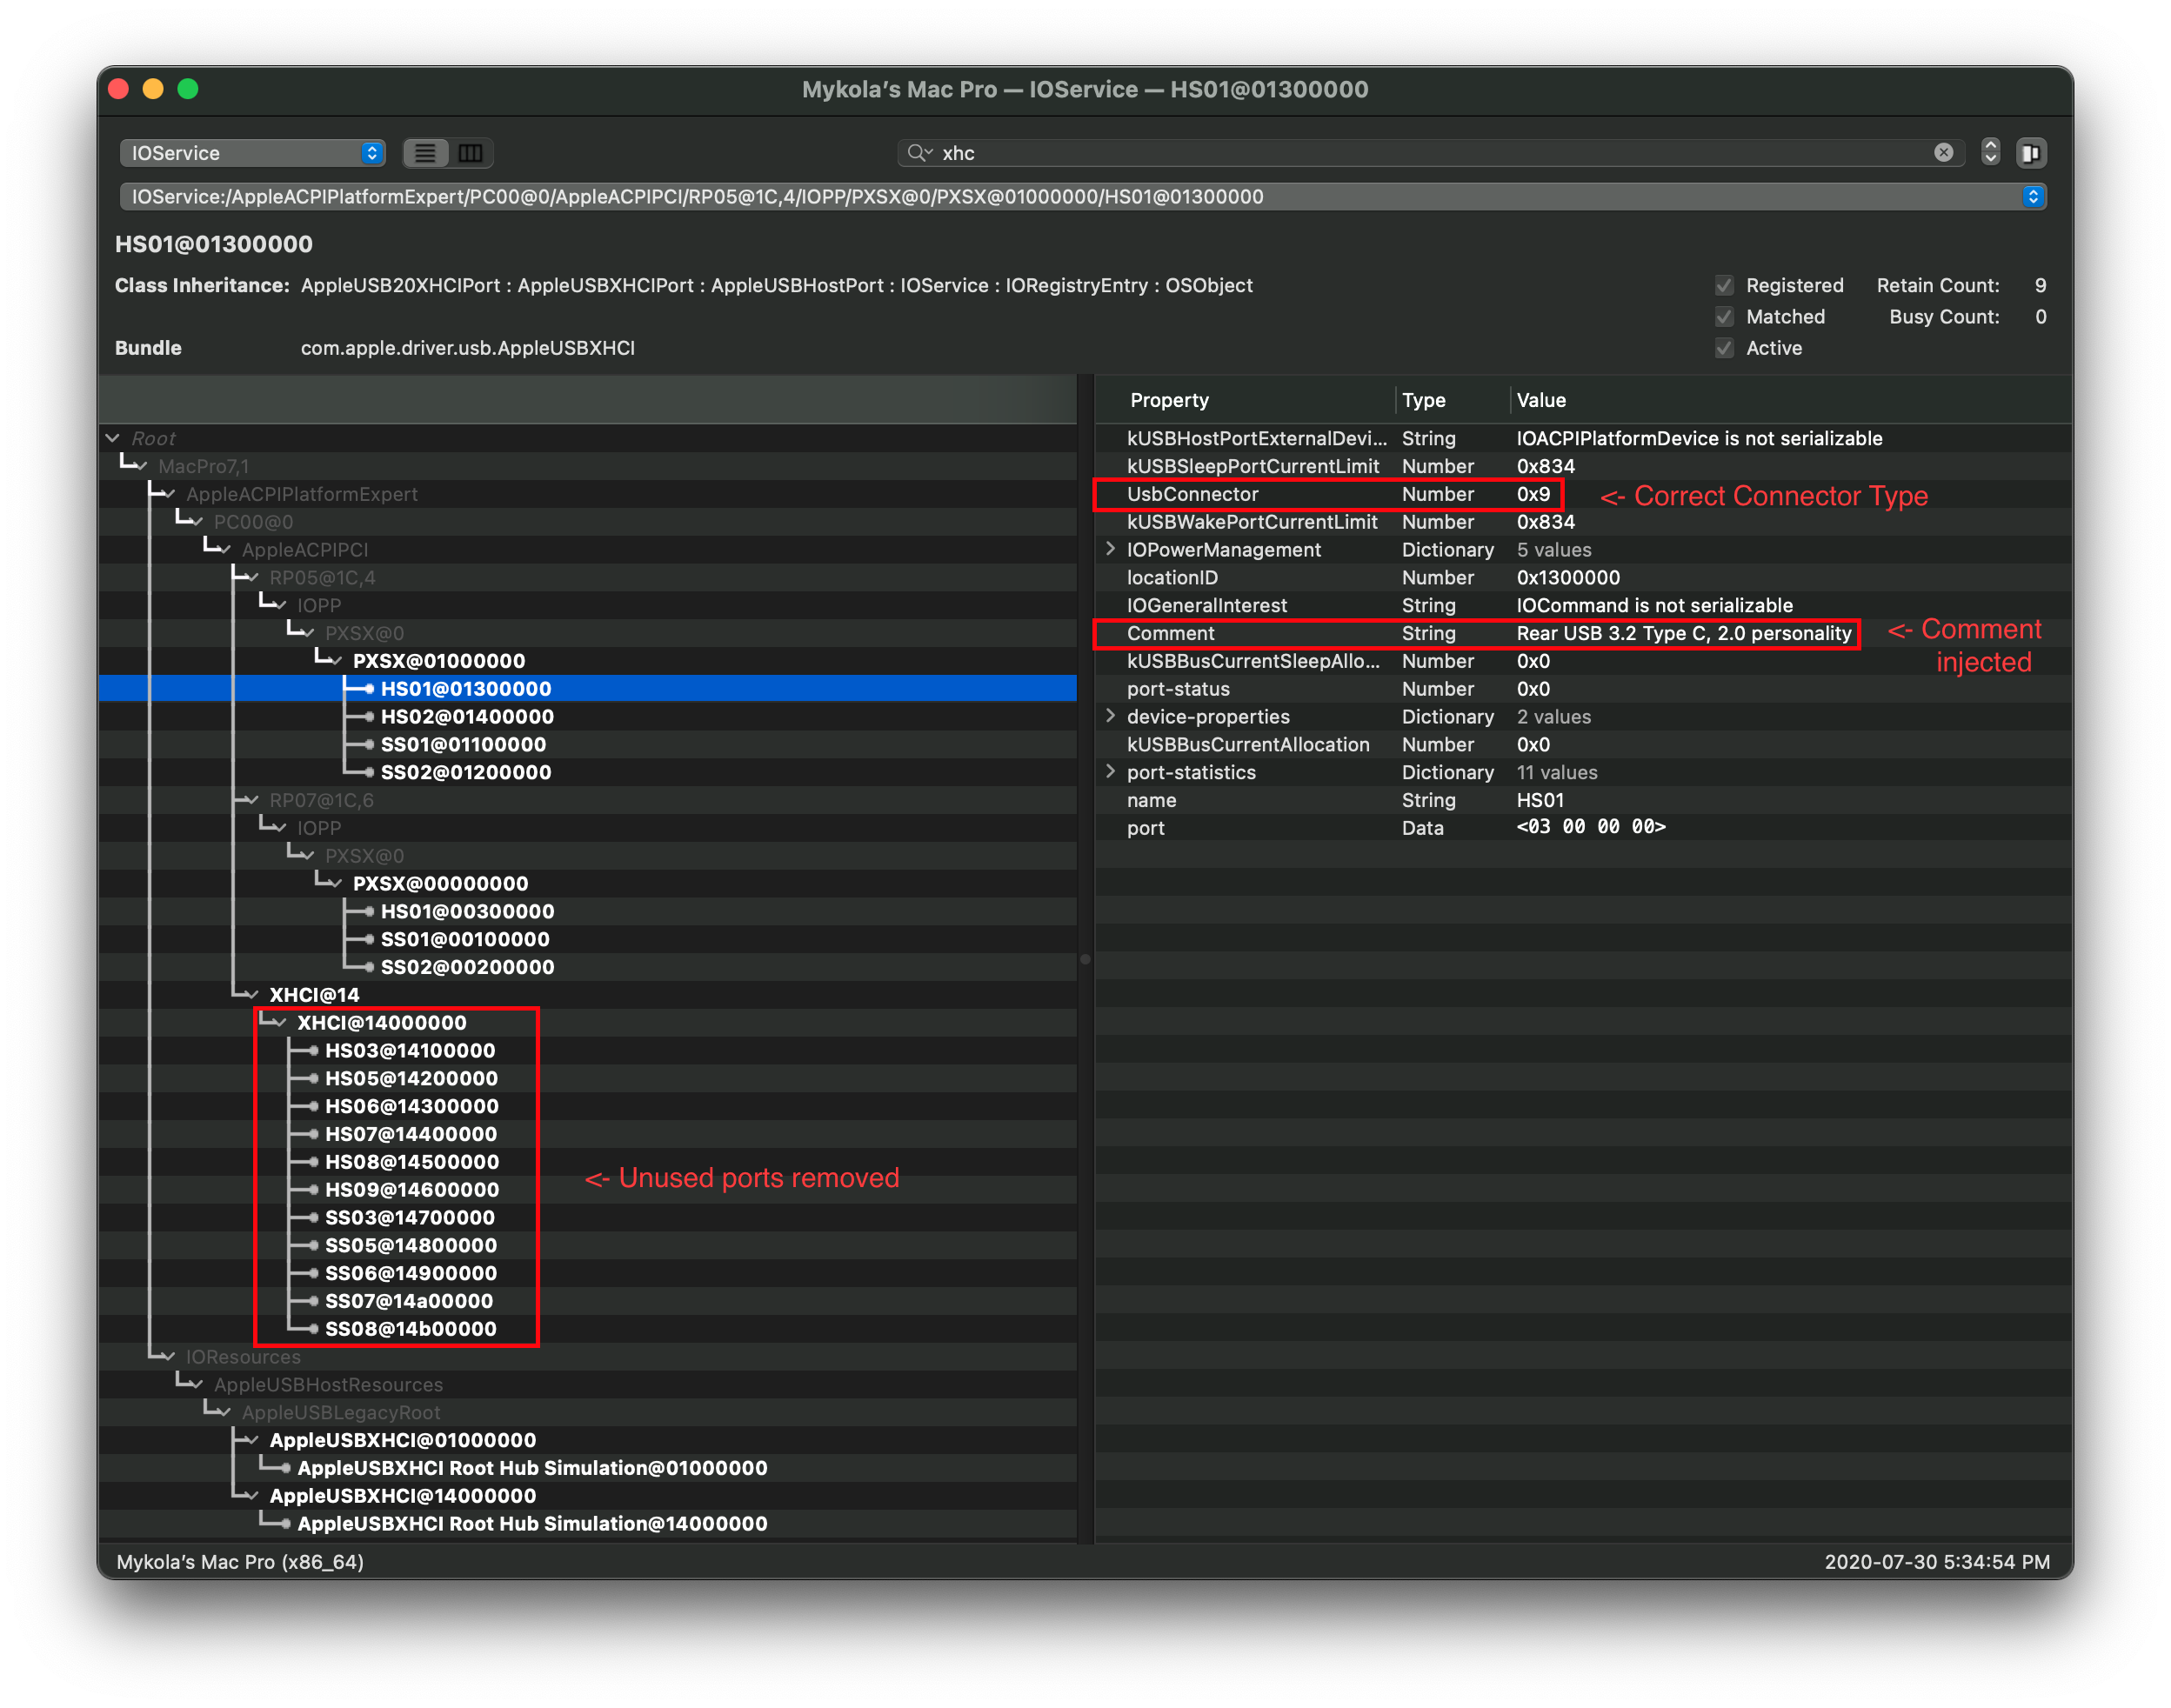 Mykola’s Mac Pro — IOService — HS01@01300000
IOService
xhc
IOService:/AppleACPIPlatformExpert/PC00@0/AppleACPIPCI/RP05@1C,4/IOPP/PXSX@0/PXSX@01000000/HS01@01300000
HS01@01300000
Class Inheritance: AppleUSB20XHCIPort : AppleUSBXHCIPort : AppleUSBHostPort : IOService : IORegistryEntry : OSObject
Registered Retain Count: 9
Matched Busy Count: 0
Bundle com.apple.driver.usb.AppleUSBXHCI
Active
Root
MacPro7,1
AppleACPIPlatformExpert
PC00@0
AppleACPIPCI
RP05@1C,4
IOPP
PXSX@0
PXSX@01000000
HS01@01300000
HS02@01400000
SS01@01100000
SS02@01200000
RP07@1C,6
IOPP
PXSX@0
PXSX@00000000
HS01@00300000
SS01@00100000
SS02@00200000
XHCI@14
XHCI@14000000
HS03@14100000
HS05@14200000
HS06@14300000
HS07@14400000
HS08@14500000
HS09@14600000
SS03@14700000
SS05@14800000
SS06@14900000
SS07@14a00000
SS08@14b00000
<- Unused ports removed
IOResources
AppleUSBHostResources
AppleUSBLegacyRoot
AppleUSBXHCI@01000000
AppleUSBXHCI Root Hub Simulation@01000000
AppleUSBXHCI@14000000
AppleUSBXHCI Root Hub Simulation@14000000
Property Type Value
kUSBHostPortExternalDevi... String IOACPIPlatformDevice is not serializable
kUSBSleepPortCurrentLimit Number 0x834
UsbConnector Number 0x9 <- Correct Connector Type
kUSBWakePortCurrentLimit Number 0x834
IOPowerManagement Dictionary 5 values
locationID Number 0x1300000
IOGeneralInterest String IOCommand is not serializable
Comment String Rear USB 3.2 Type C, 2.0 personality <- Comment
injected
kUSBBusCurrentSleepAllo... Number 0x0
port-status Number 0x0
device-properties Dictionary 2 values
kUSBBusCurrentAllocation Number 0x0
port-statistics Dictionary 11 values
name String HS01
port Data <03 00 00 00>
Mykola’s Mac Pro (x86_64)
2020-07-30 5:34:54 PM